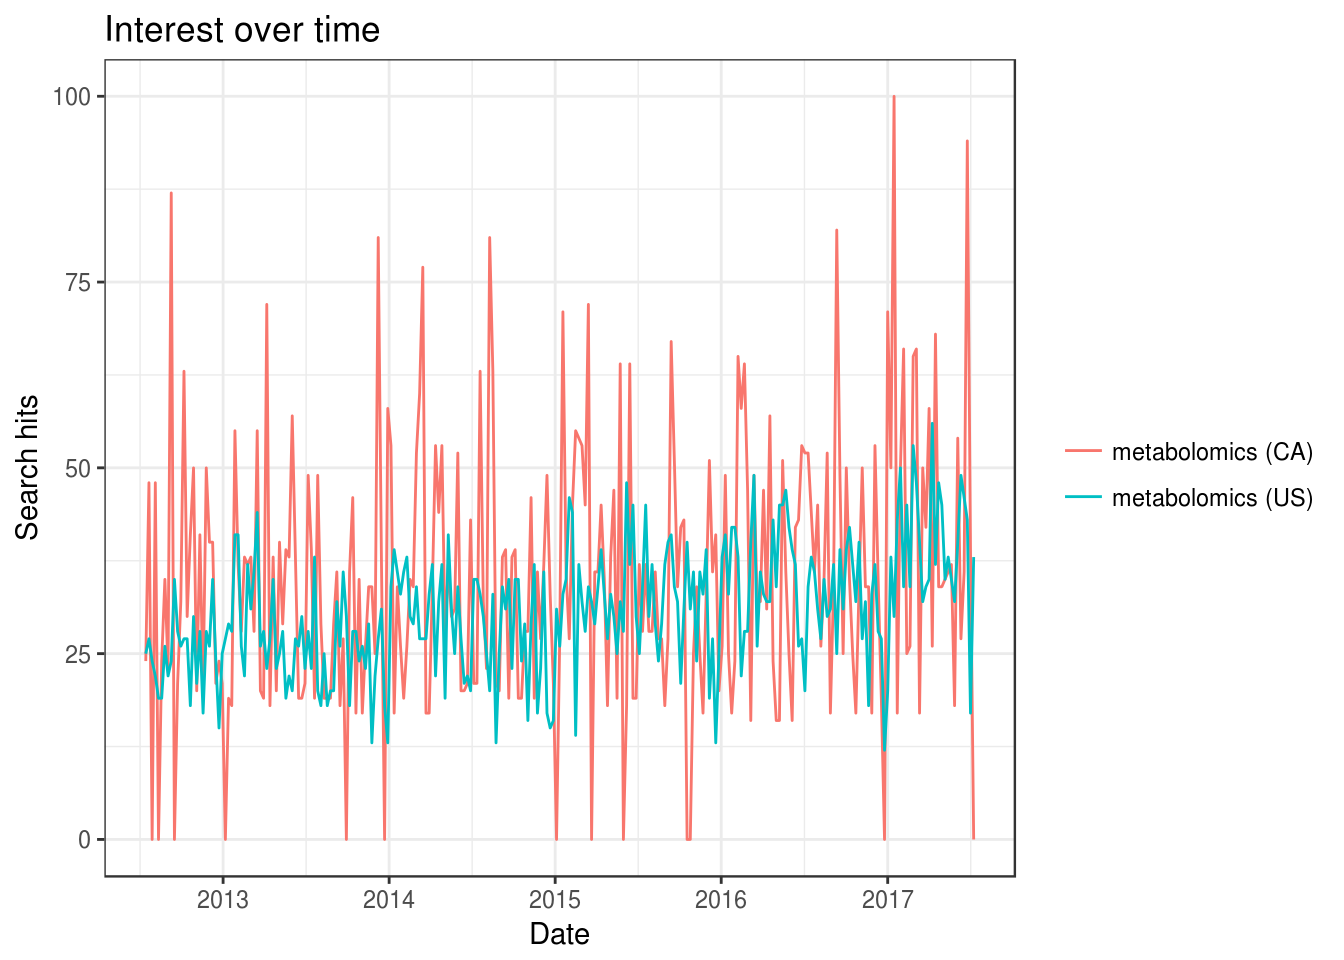 Interest over time
Search hits
100
75
50
25
0
2013 2014 2015 2016 2017
Date
metabolomics (CA)
metabolomics (US)